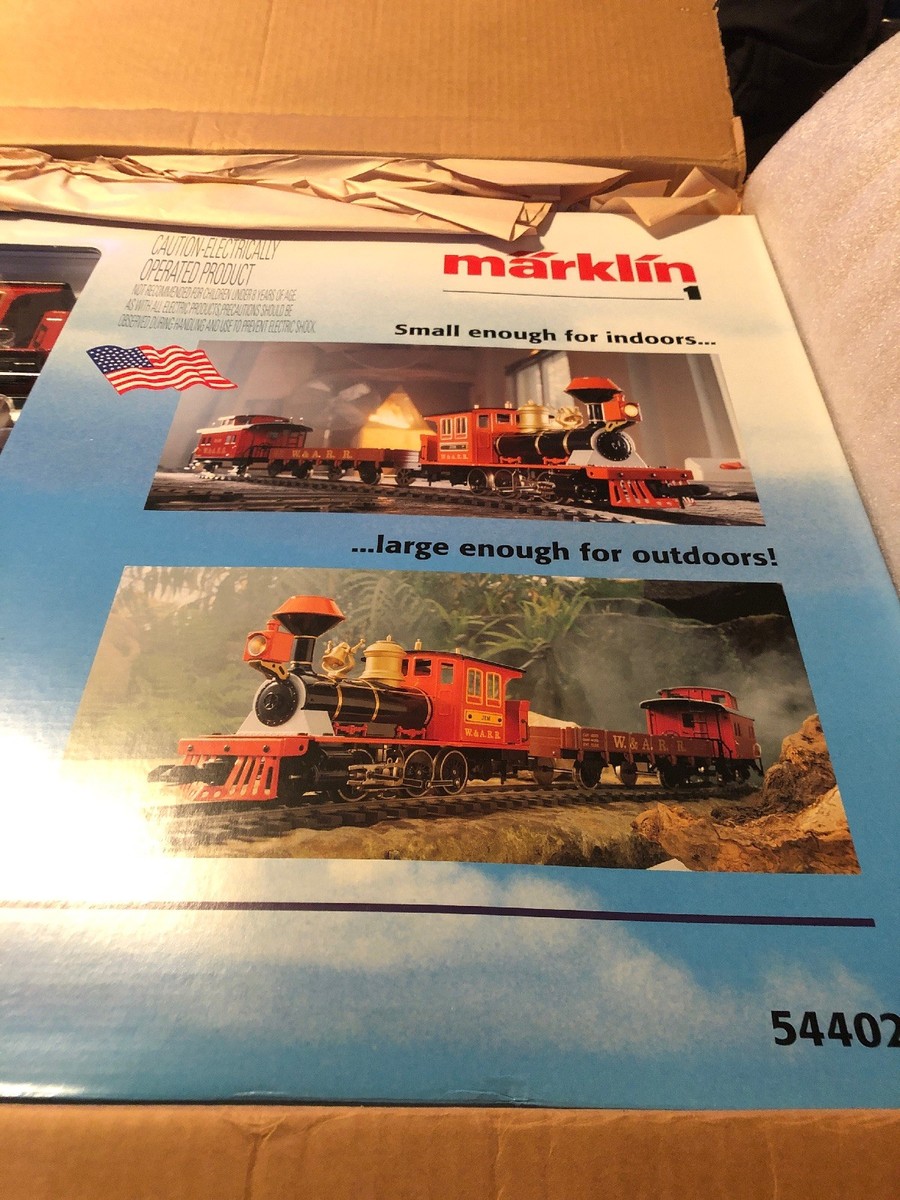 CAUTION-ELECTRICALLY
OPERATED PRODUCT
NOT RECOMMENDED FOR CHILDREN UNDER 8 YEARS OF AGE.
AS WITH ALL ELECTRIC PRODUCTS, PRECAUTIONS SHOULD BE
OBSERVED DURING HANDLING AND USE TO PREVENT ELECTRIC SHOCK.
märklin
1
Small enough for indoors...
W. & A. R. R.
W.& A.R.R.
...large enough for outdoors!
JIM
W.& A.R.R.
W. & A. R. R.
54402